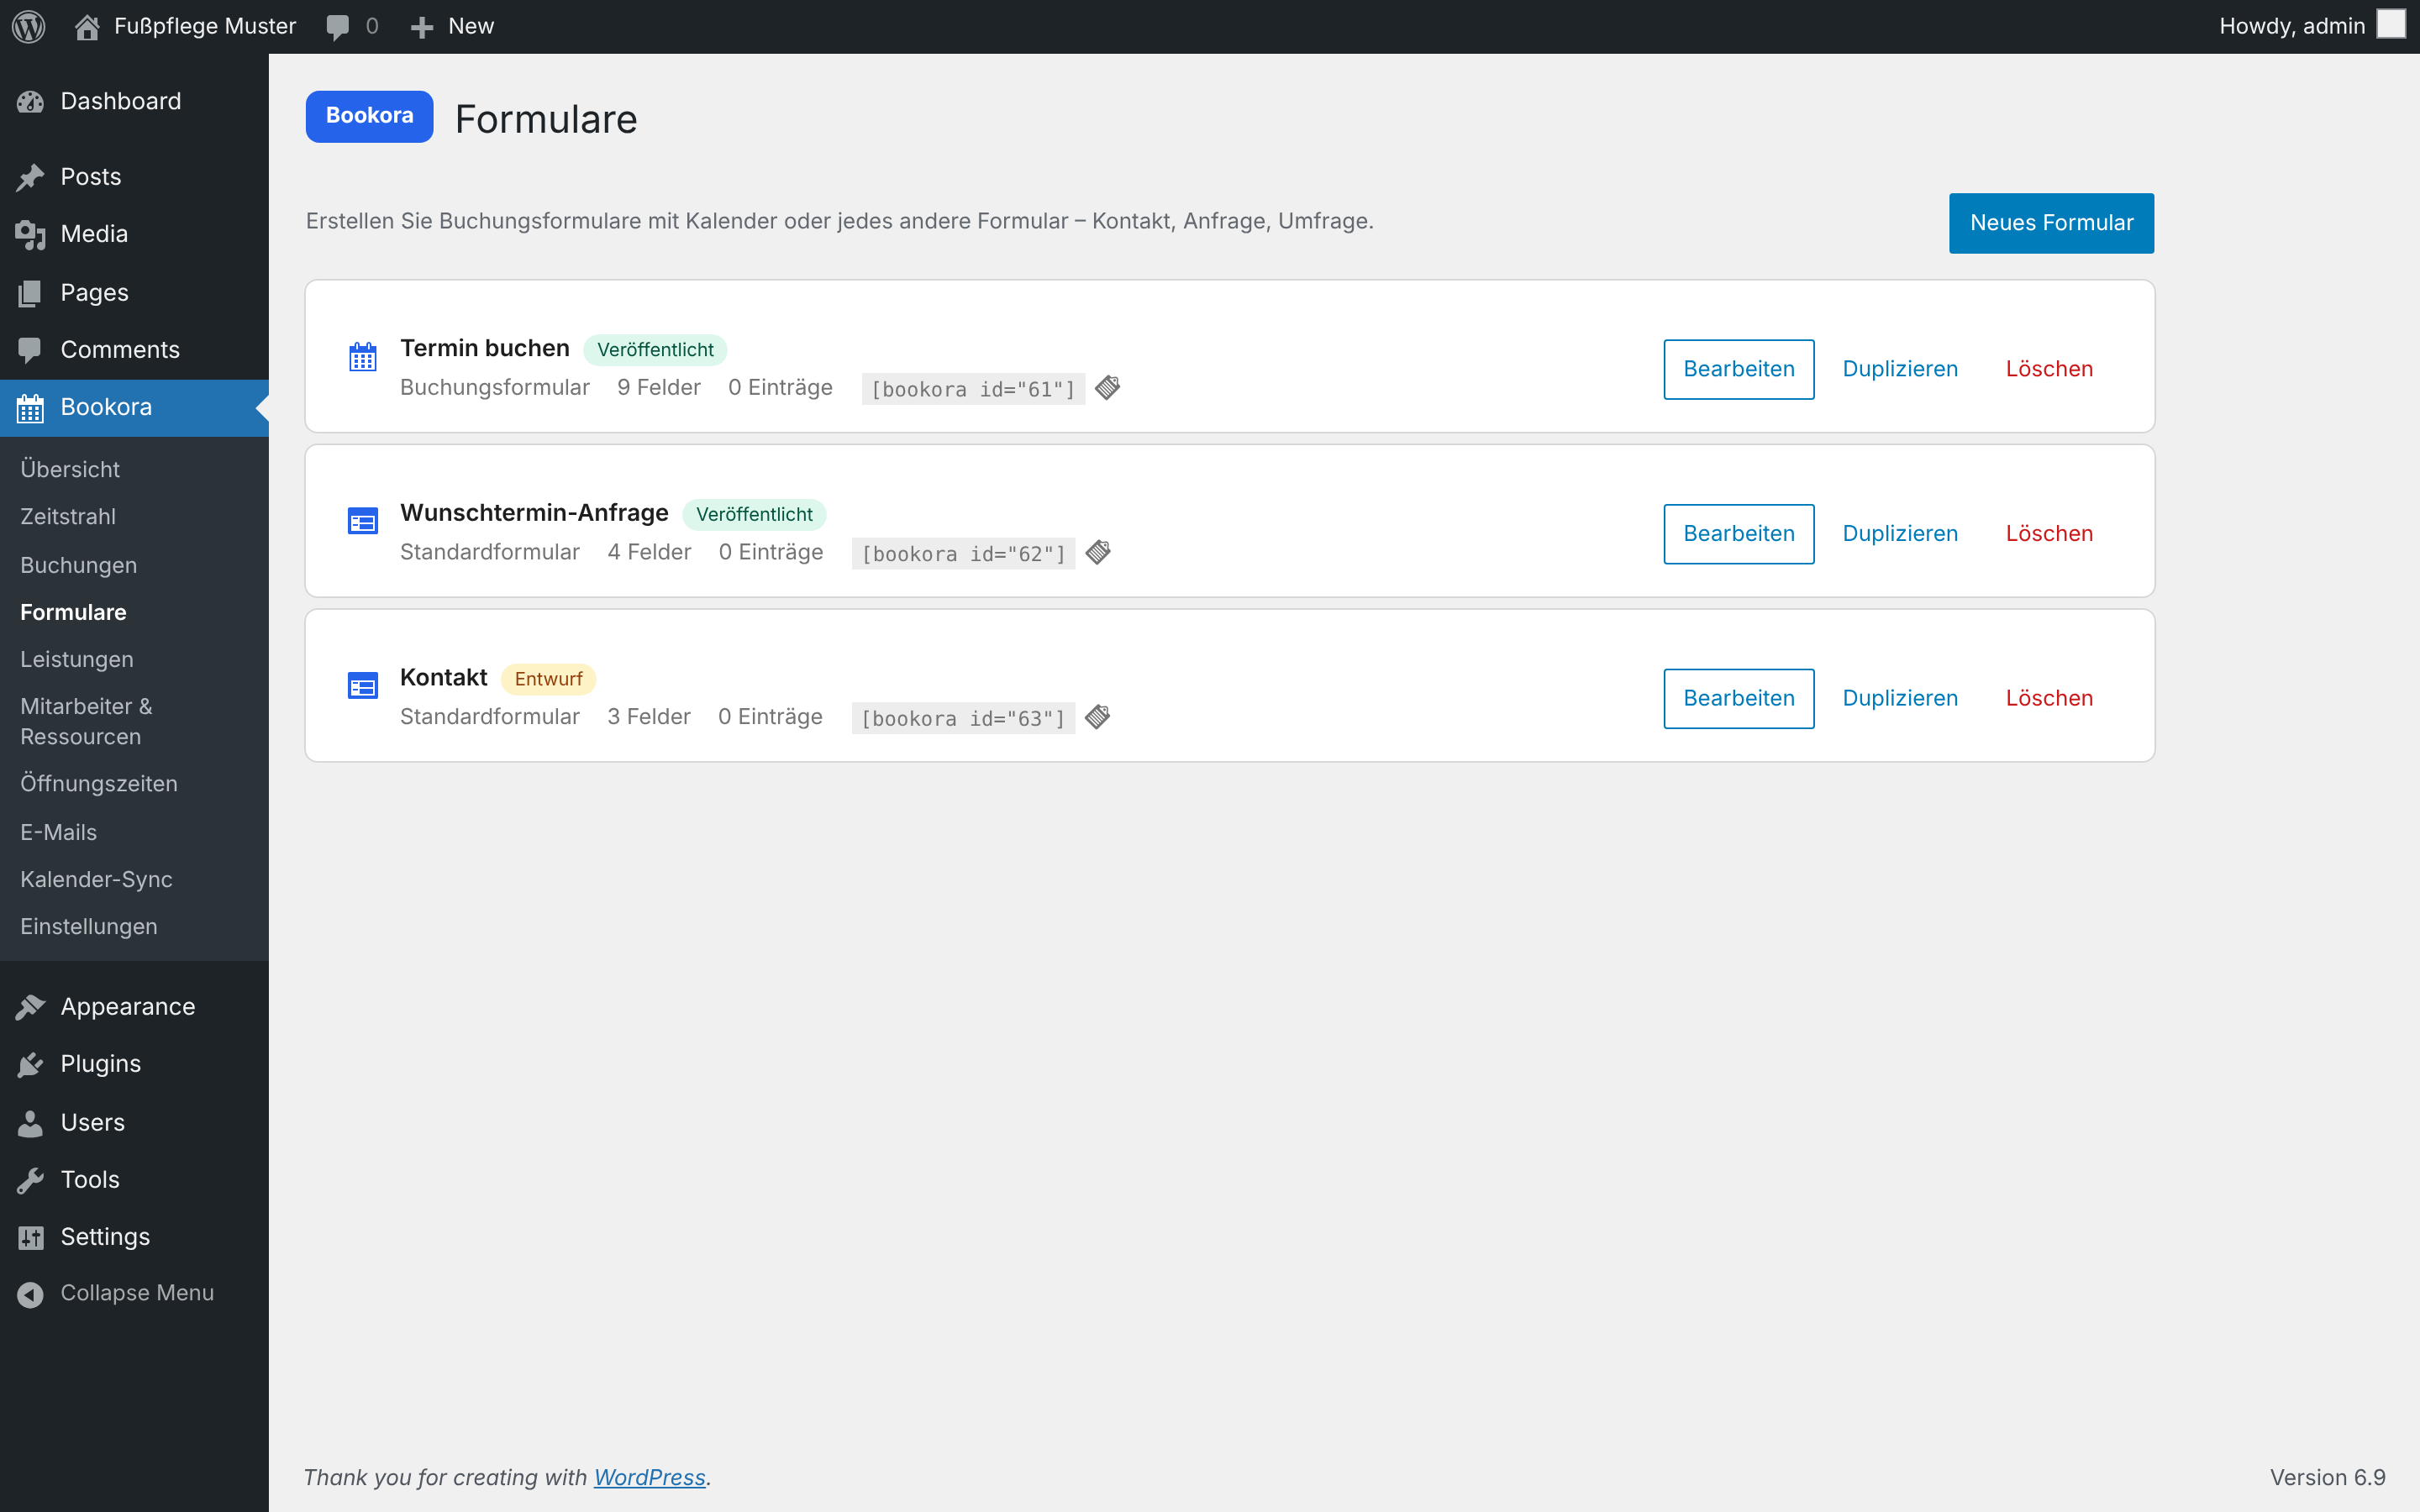 Fußpflege Muster 0 New Howdy, admin
Dashboard
Posts
Media
Pages
Comments
Bookora
Übersicht
Zeitstrahl
Buchungen
Formulare
Leistungen
Mitarbeiter &
Ressourcen
Öffnungszeiten
E-Mails
Kalender-Sync
Einstellungen
Appearance
Plugins
Users
Tools
Settings
Collapse Menu
Bookora Formulare
Erstellen Sie Buchungsformulare mit Kalender oder jedes andere Formular – Kontakt, Anfrage, Umfrage. Neues Formular
Termin buchen Veröffentlicht
Buchungsformular 9 Felder 0 Einträge [bookora id="61"]
Bearbeiten Duplizieren Löschen
Wunschtermin-Anfrage Veröffentlicht
Standardformular 4 Felder 0 Einträge [bookora id="62"]
Bearbeiten Duplizieren Löschen
Kontakt Entwurf
Standardformular 3 Felder 0 Einträge [bookora id="63"]
Bearbeiten Duplizieren Löschen
Thank you for creating with WordPress. Version 6.9